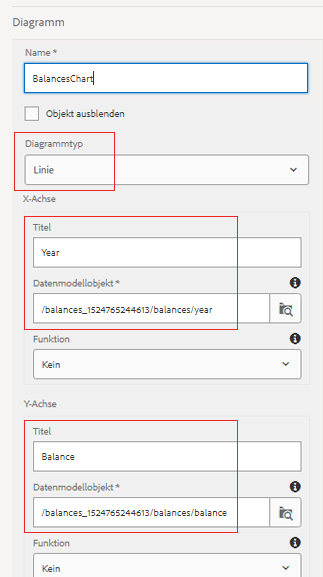 Diagramm
Name *
BalancesChart
Objekt ausblenden
Diagrammtyp
Linie
X-Achse
Titel
Year
Datenmodellobjekt *
/balances_1524765244613/balances/year
Funktion
Kein
Y-Achse
Titel
Balance
Datenmodellobjekt *
/balances_1524765244613/balances/balance
Funktion
Kein